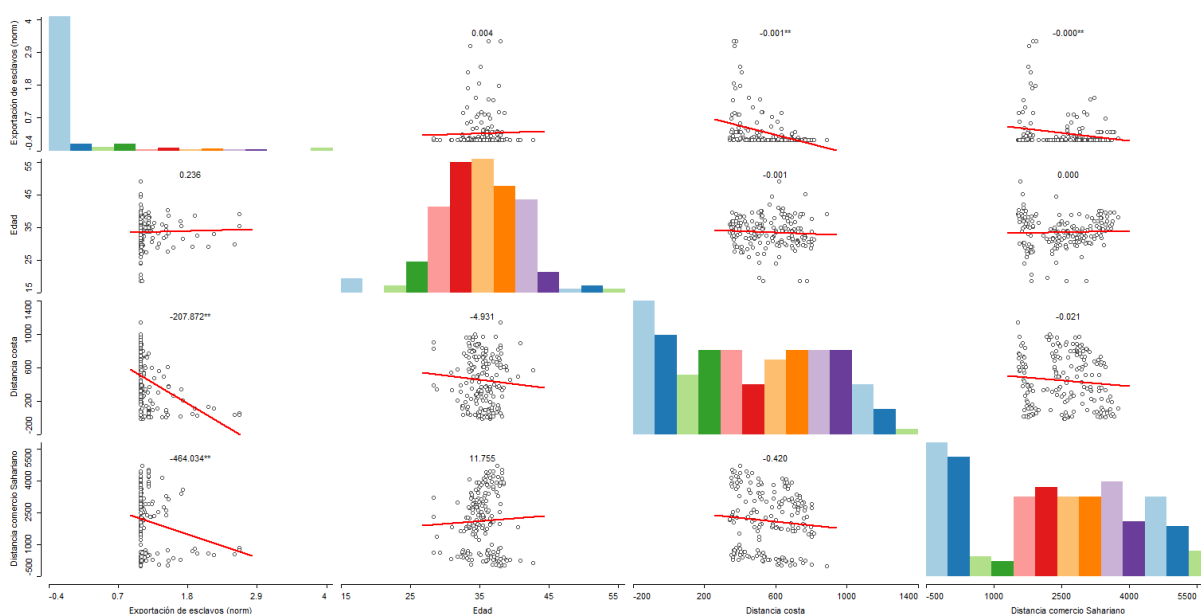 4
2.9
1.8
0.7
-0.4
Exportación de esclavos (norm)
0.004
-0.001**
-0.000**
55
45
35
25
15
Edad
0.236
-0.001
0.000
1400
1000
600
200
-200
Distancia costa
-207.872**
-4.931
-0.021
5500
4000
2500
1000
-500
Distancia comercio Sahariano
-464.034**
11.755
-0.420
-0.4 0.7 1.8 2.9 4
15 25 35 45 55
-200 200 600 1000 1400
-500 1000 2500 4000 5500
Exportación de esclavos (norm)
Edad
Distancia costa
Distancia comercio Sahariano